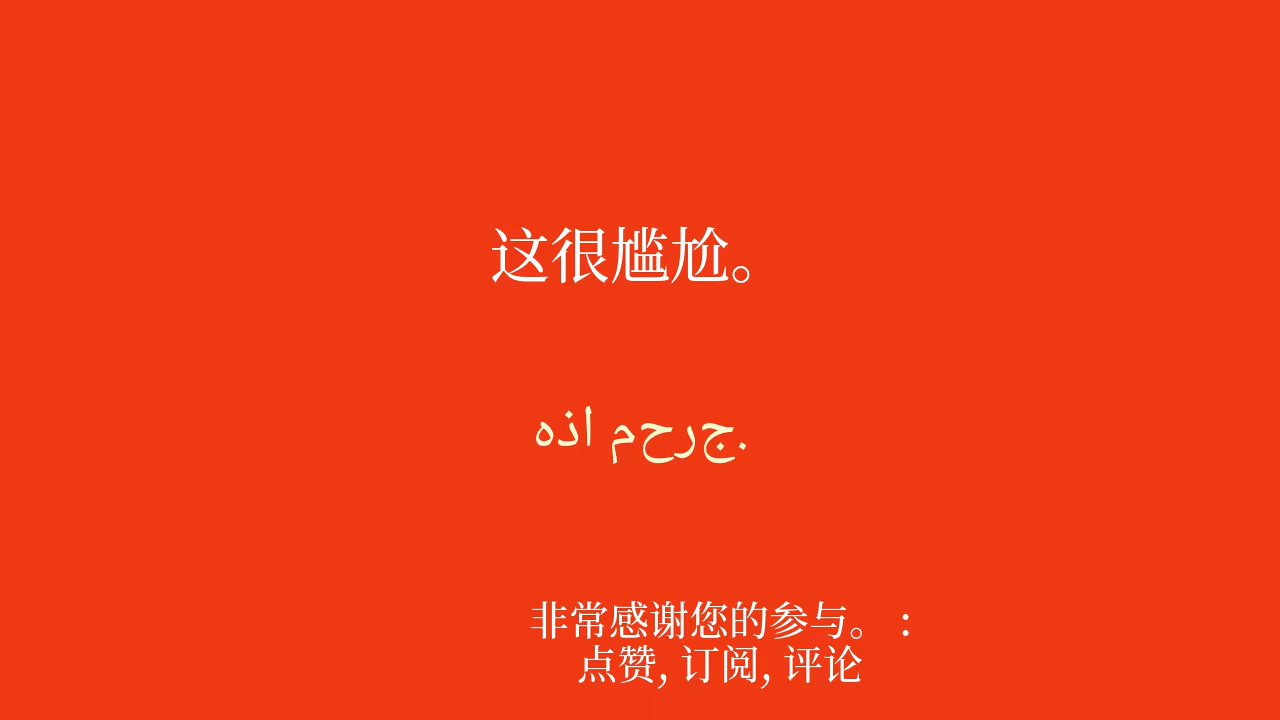 这很尴尬。
هذا محرج.
非常感谢您的参与。 :
点赞, 订阅, 评论